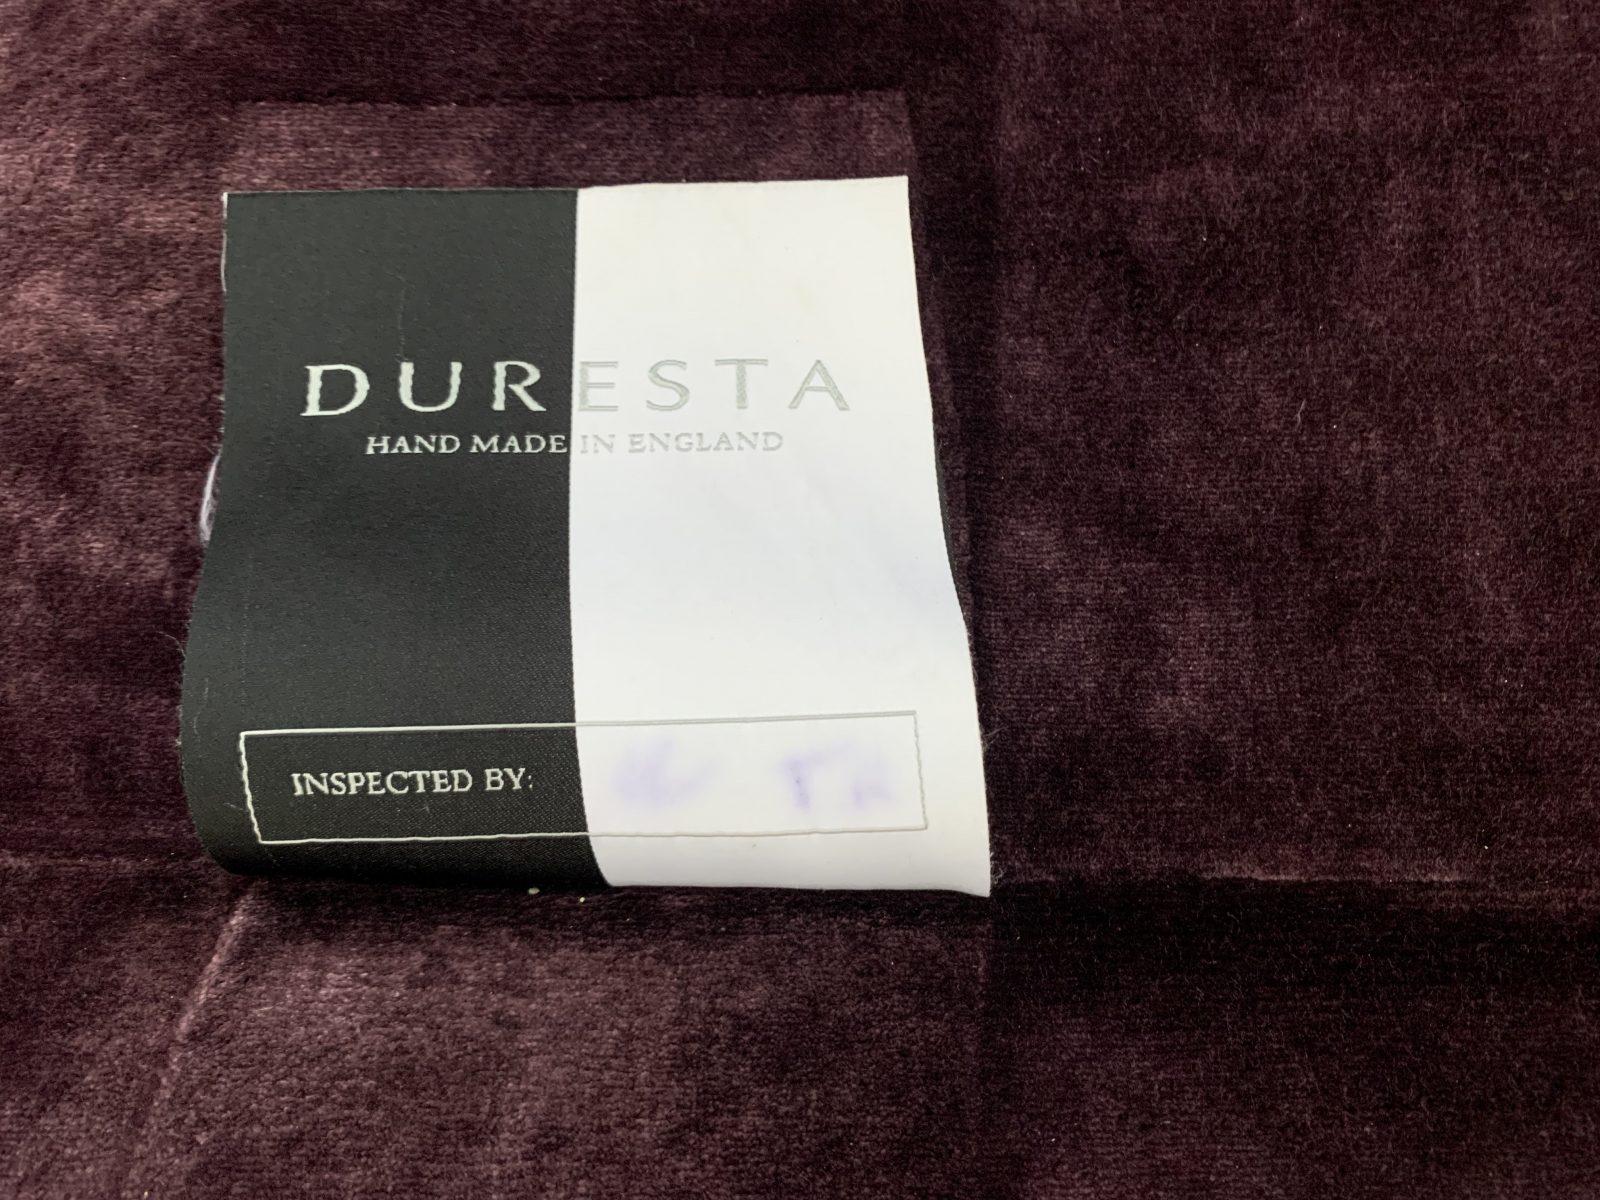 DURESTA
HAND MADE IN ENGLAND
INSPECTED BY: